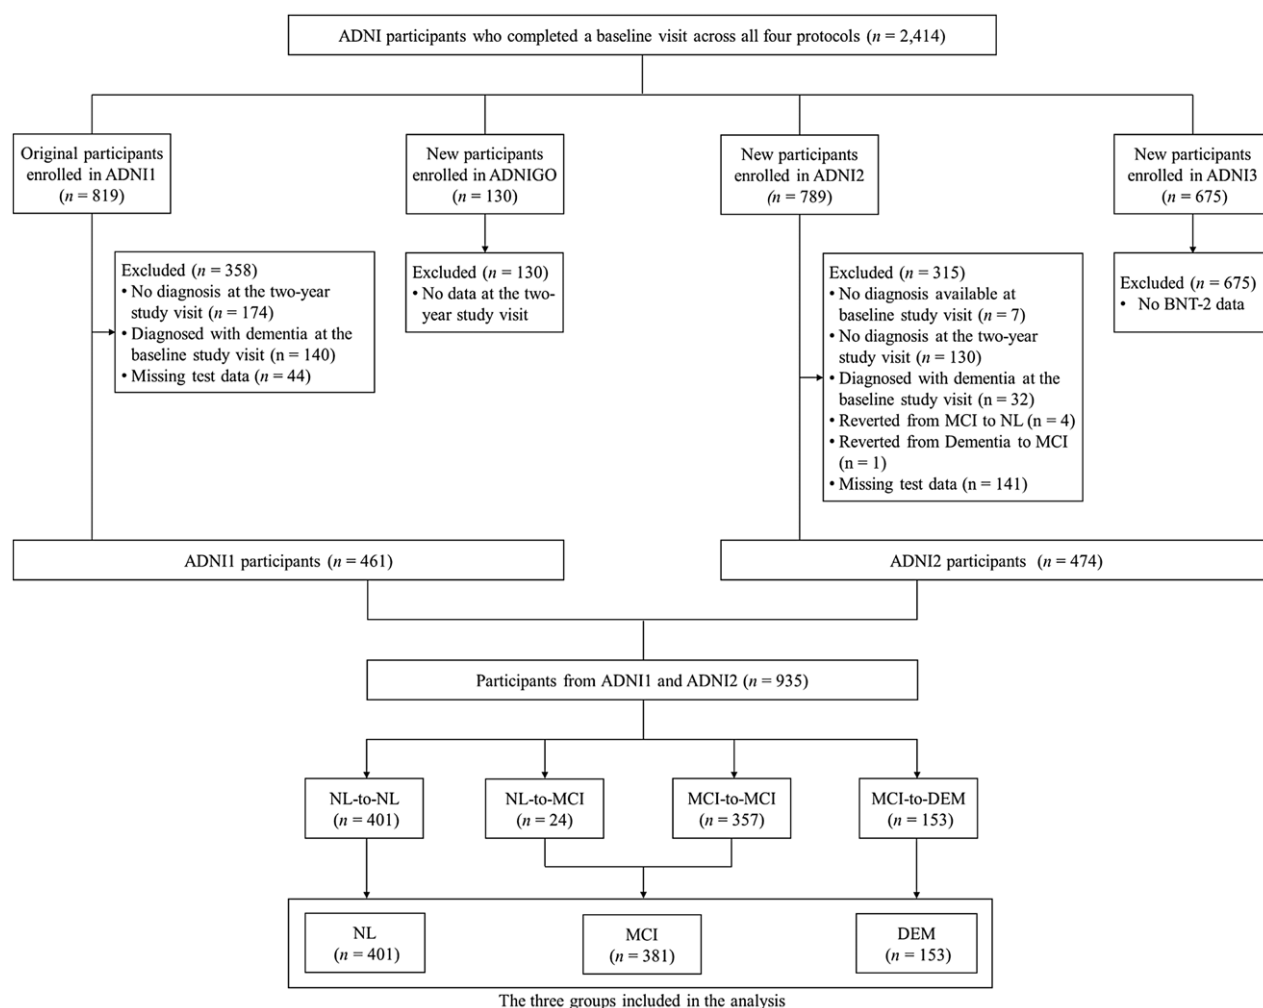 ADNI participants who completed a baseline visit across all four protocols (n = 2,414)
Original participants
enrolled in ADNI1
(n = 819)
New participants
enrolled in ADNIGO
(n = 130)
New participants
enrolled in ADNI2
(n = 789)
New participants
enrolled in ADNI3
(n = 675)
Excluded (n = 358)
• No diagnosis at the two-year
study visit (n = 174)
• Diagnosed with dementia at the
baseline study visit (n = 140)
• Missing test data (n = 44)
Excluded (n = 130)
• No data at the two-
year study visit
Excluded (n = 315)
• No diagnosis available at
baseline study visit (n = 7)
• No diagnosis at the two-year
study visit (n = 130)
• Diagnosed with dementia at the
baseline study visit (n = 32)
• Reverted from MCI to NL (n = 4)
• Reverted from Dementia to MCI
(n = 1)
• Missing test data (n = 141)
Excluded (n = 675)
• No BNT-2 data
ADNI1 participants (n = 461)
ADNI2 participants (n = 474)
Participants from ADNI1 and ADNI2 (n = 935)
NL-to-NL
(n = 401)
NL-to-MCI
(n = 24)
MCI-to-MCI
(n = 357)
MCI-to-DEM
(n = 153)
NL
(n = 401)
MCI
(n = 381)
DEM
(n = 153)
The three groups included in the analysis